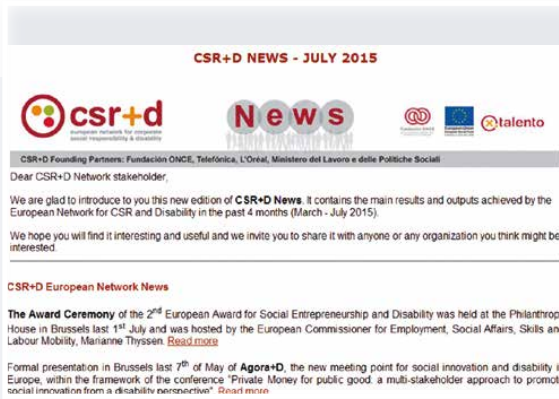 CSR+D NEWS - JULY 2015
csr+d
european network for corporate
social responsibility & disability
News
Fundación ONCE
talento
CSR+D Founding Partners: Fundación ONCE, Telefónica, L'Oréal, Ministero del Lavoro e delle Politiche Sociali
Dear CSR+D Network stakeholder,
We are glad to introduce to you this new edition of CSR+D News. It contains the main results and outputs achieved by the
European Network for CSR and Disability in the past 4 months (March - July 2015).
We hope you will find it interesting and useful and we invite you to share it with anyone or any organization you think might be
interested.
CSR+D European Network News
The Award Ceremony of the 2nd European Award for Social Entrepreneurship and Disability was held at the Philanthrop
House in Brussels last 1st July and was hosted by the European Commissioner for Employment, Social Affairs, Skills an
Labour Mobility, Marianne Thyssen. Read more
Formal presentation in Brussels last 7th of May of Agora+D, the new meeting point for social innovation and disability i
Europe, within the framework of the conference "Private Money for public good: a multi-stakeholder approach to promot
social innovation from a disability perspective". Read more